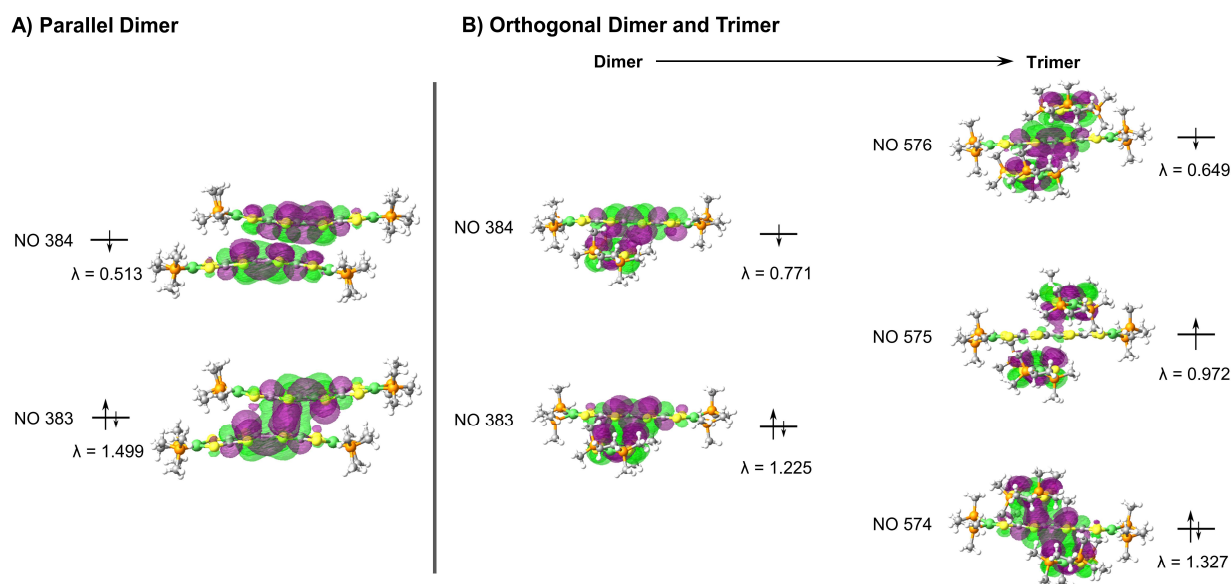 A) Parallel Dimer
B) Orthogonal Dimer and Trimer
Dimer
Trimer
NO 384
λ = 0.513
NO 383
λ = 1.499
NO 384
λ = 0.771
NO 383
λ = 1.225
NO 576
λ = 0.649
NO 575
λ = 0.972
NO 574
λ = 1.327